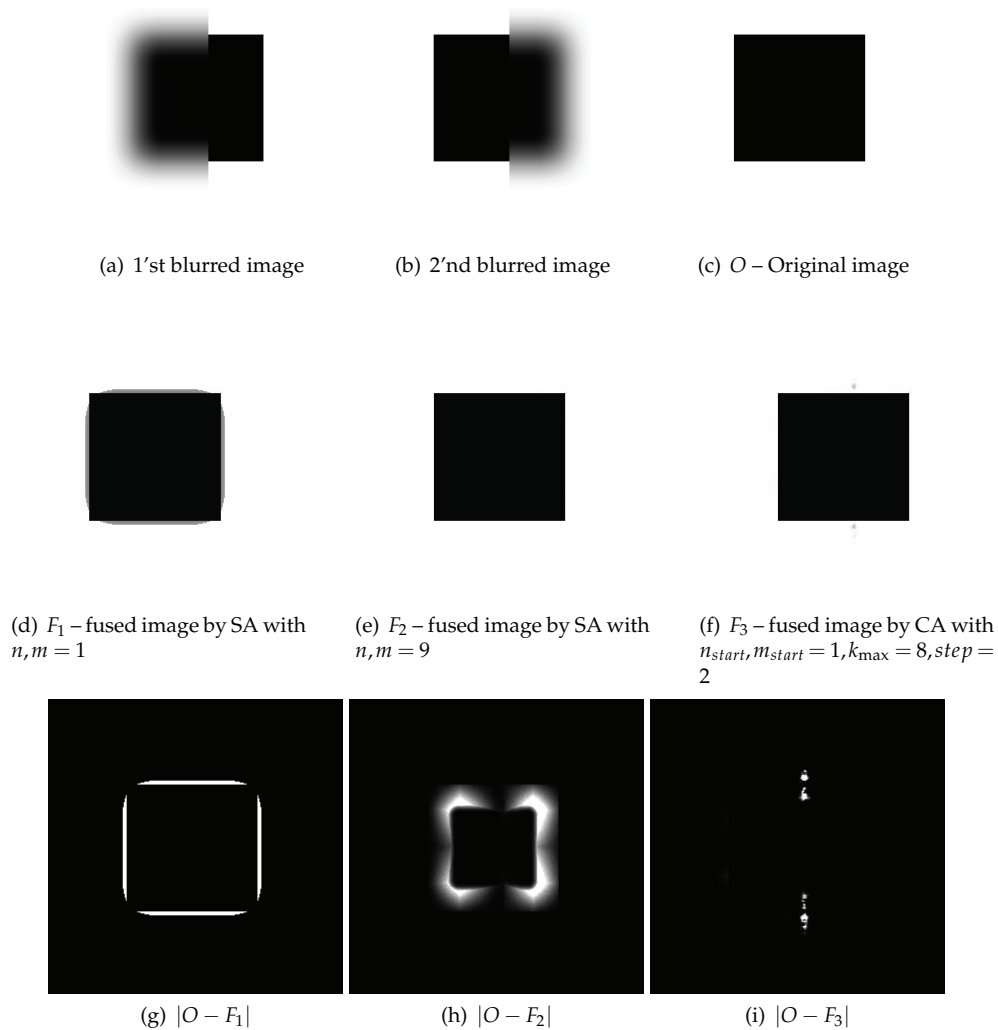 (a) 1'st blurred image
(b) 2'nd blurred image
(c) O – Original image
(d) F1 – fused image by SA with
n,m = 1
(e) F2 – fused image by SA with
n,m = 9
(f) F3 – fused image by CA with
nstart,mstart = 1,kmax = 8,step =
2
(g) |O − F1|
(h) |O − F2|
(i) |O − F3|